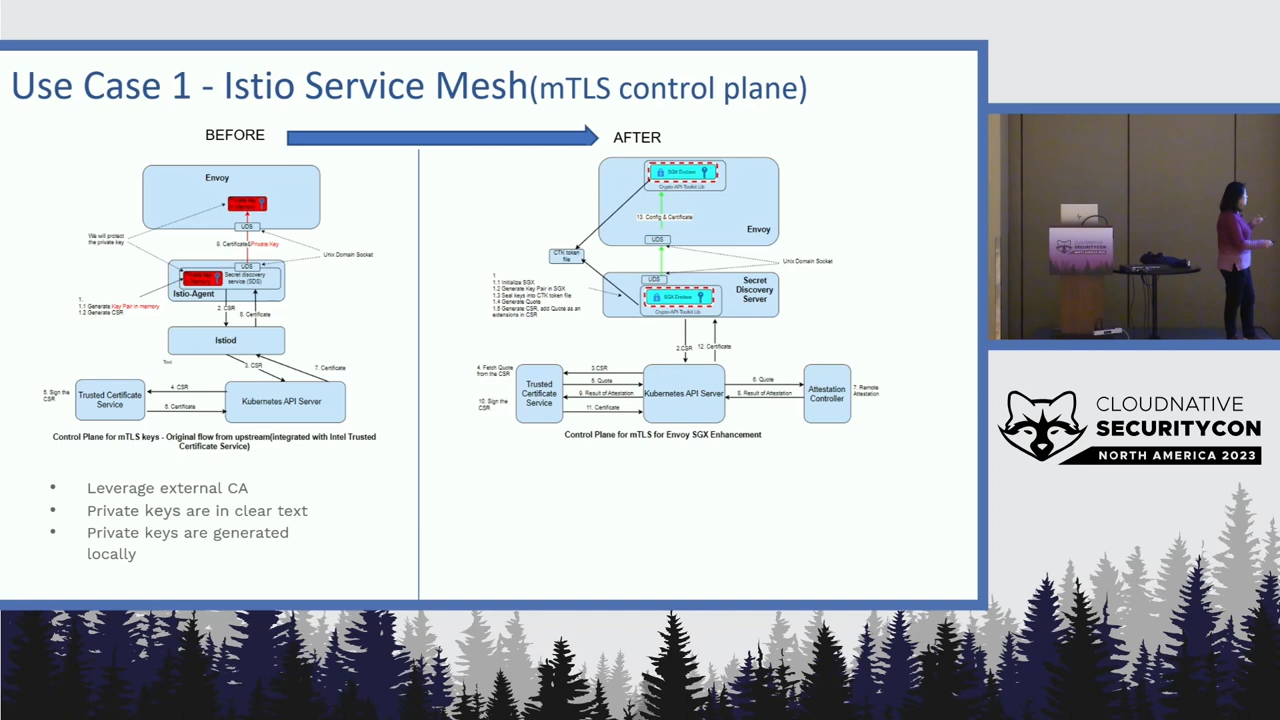 Use Case 1 - Istio Service Mesh(mTLS control plane)
BEFORE
AFTER
Envoy
Private key
in memory
UDS
We will protect
the private key
9. Certificate&Private Key
Unix Domain Socket
UDS
Private key
in memory
Secret discovery
service (SDS)
Istio-Agent
1.
1.1 Generate Key Pair in memory
1.2 Generate CSR
2. CSR
8. Certificate
Istiod
Text
3. CSR
7. Certificate
5. Sign the
CSR
Trusted Certificate
Service
4. CSR
6. Certificate
Kubernetes API Server
Control Plane for mTLS keys - Original flow from upstream(integrated with Intel Trusted
Certificate Service)
• Leverage external CA
• Private keys are in clear text
• Private keys are generated
locally
SGX Enclave
Crypto-API-Toolkit Lib
13. Config & Certificate
Envoy
UDS
CTK token
file
Unix Domain Socket
UDS
1
1.1 Initialize SGX
1.2 Generate Key Pair in SGX
1.3 Seal keys into CTK token file
1.4 Generate Quote
1.5 Generate CSR, add Quote as an
extensions in CSR
SGX Enclave
Crypto-API-Toolkit Lib
Secret
Discovery
Server
2.CSR
12. Certificate
4. Fetch Quote
from the CSR
10. Sign the
CSR
Trusted
Certificate
Service
3.CSR
5. Quote
9. Result of Attestation
11. Certificate
Kubernetes API Server
6. Quote
8. Result of Attestation
Attestation
Controller
7. Remote
Attestation
Control Plane for mTLS for Envoy SGX Enhancement
CLOUDNATIVE
SECURITYCON
NORTH AMERICA 2023